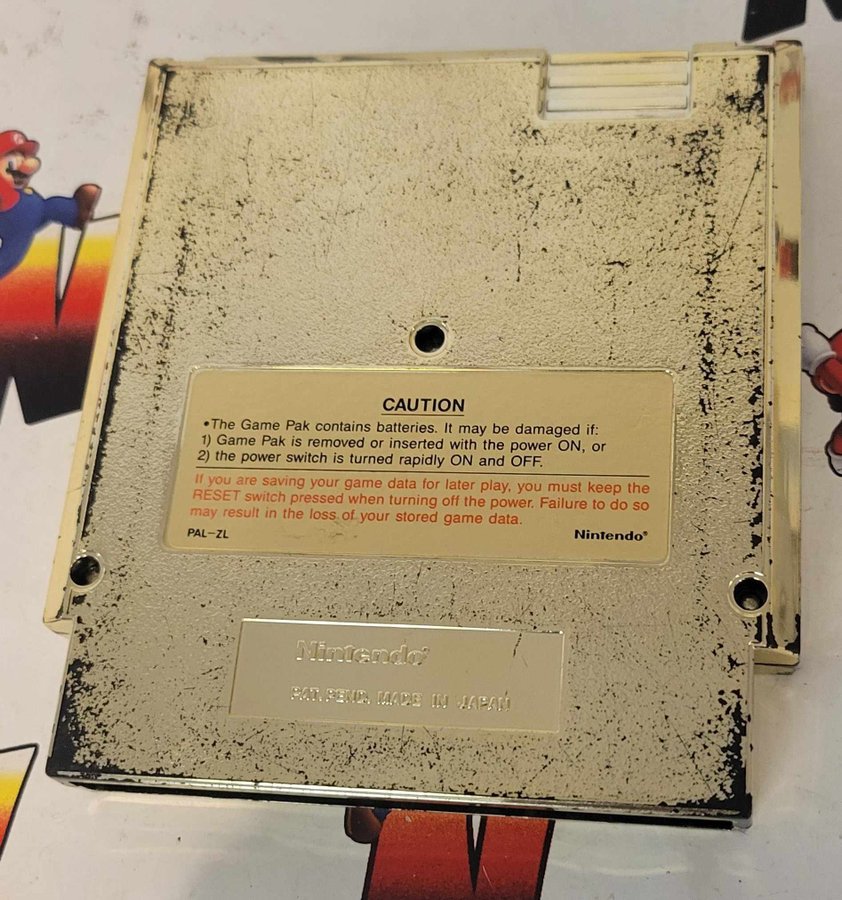 CAUTION
•The Game Pak contains batteries. It may be damaged if:
1) Game Pak is removed or inserted with the power ON, or
2) the power switch is turned rapidly ON and OFF.
If you are saving your game data for later play, you must keep the
RESET switch pressed when turning off the power. Failure to do so
may result in the loss of your stored game data.
PAL-ZL Nintendo®
Nintendo®
PAT. PEND. MADE IN JAPAN